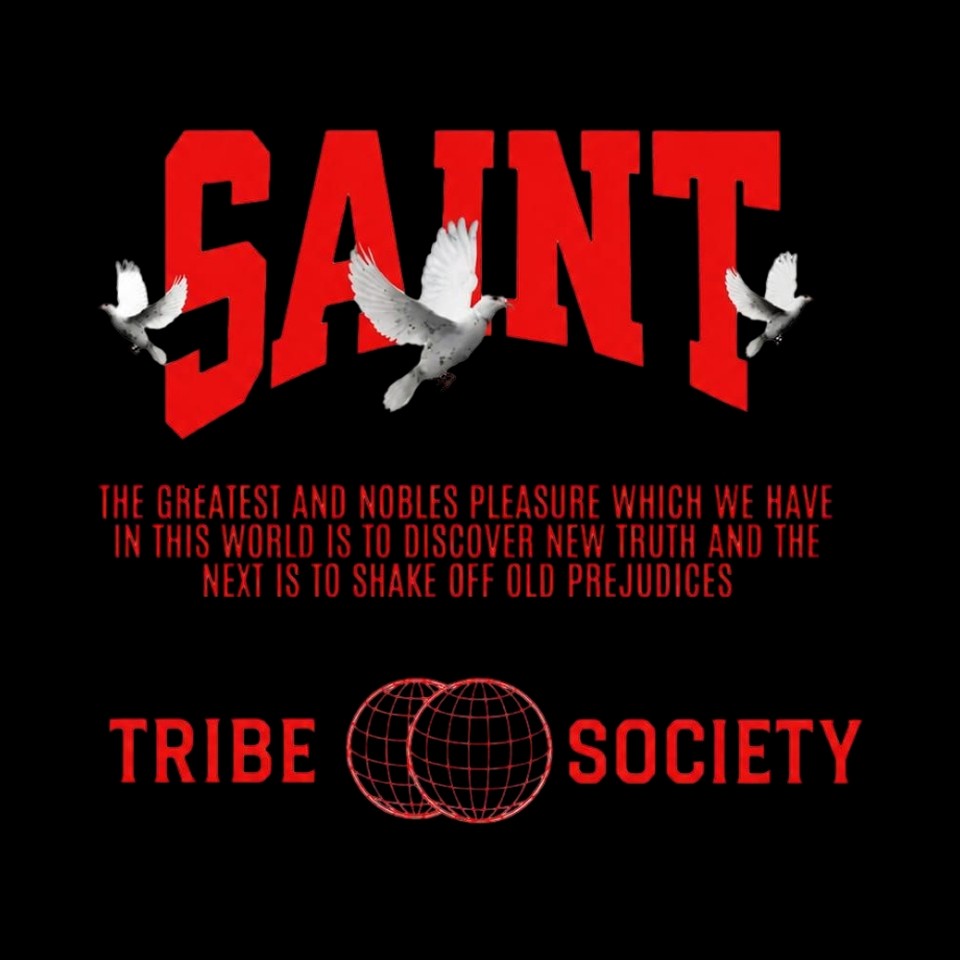 SAINT
THE GREATEST AND NOBLES PLEASURE WHICH WE HAVE
IN THIS WORLD IS TO DISCOVER NEW TRUTH AND THE
NEXT IS TO SHAKE OFF OLD PREJUDICES
TRIBE SOCIETY